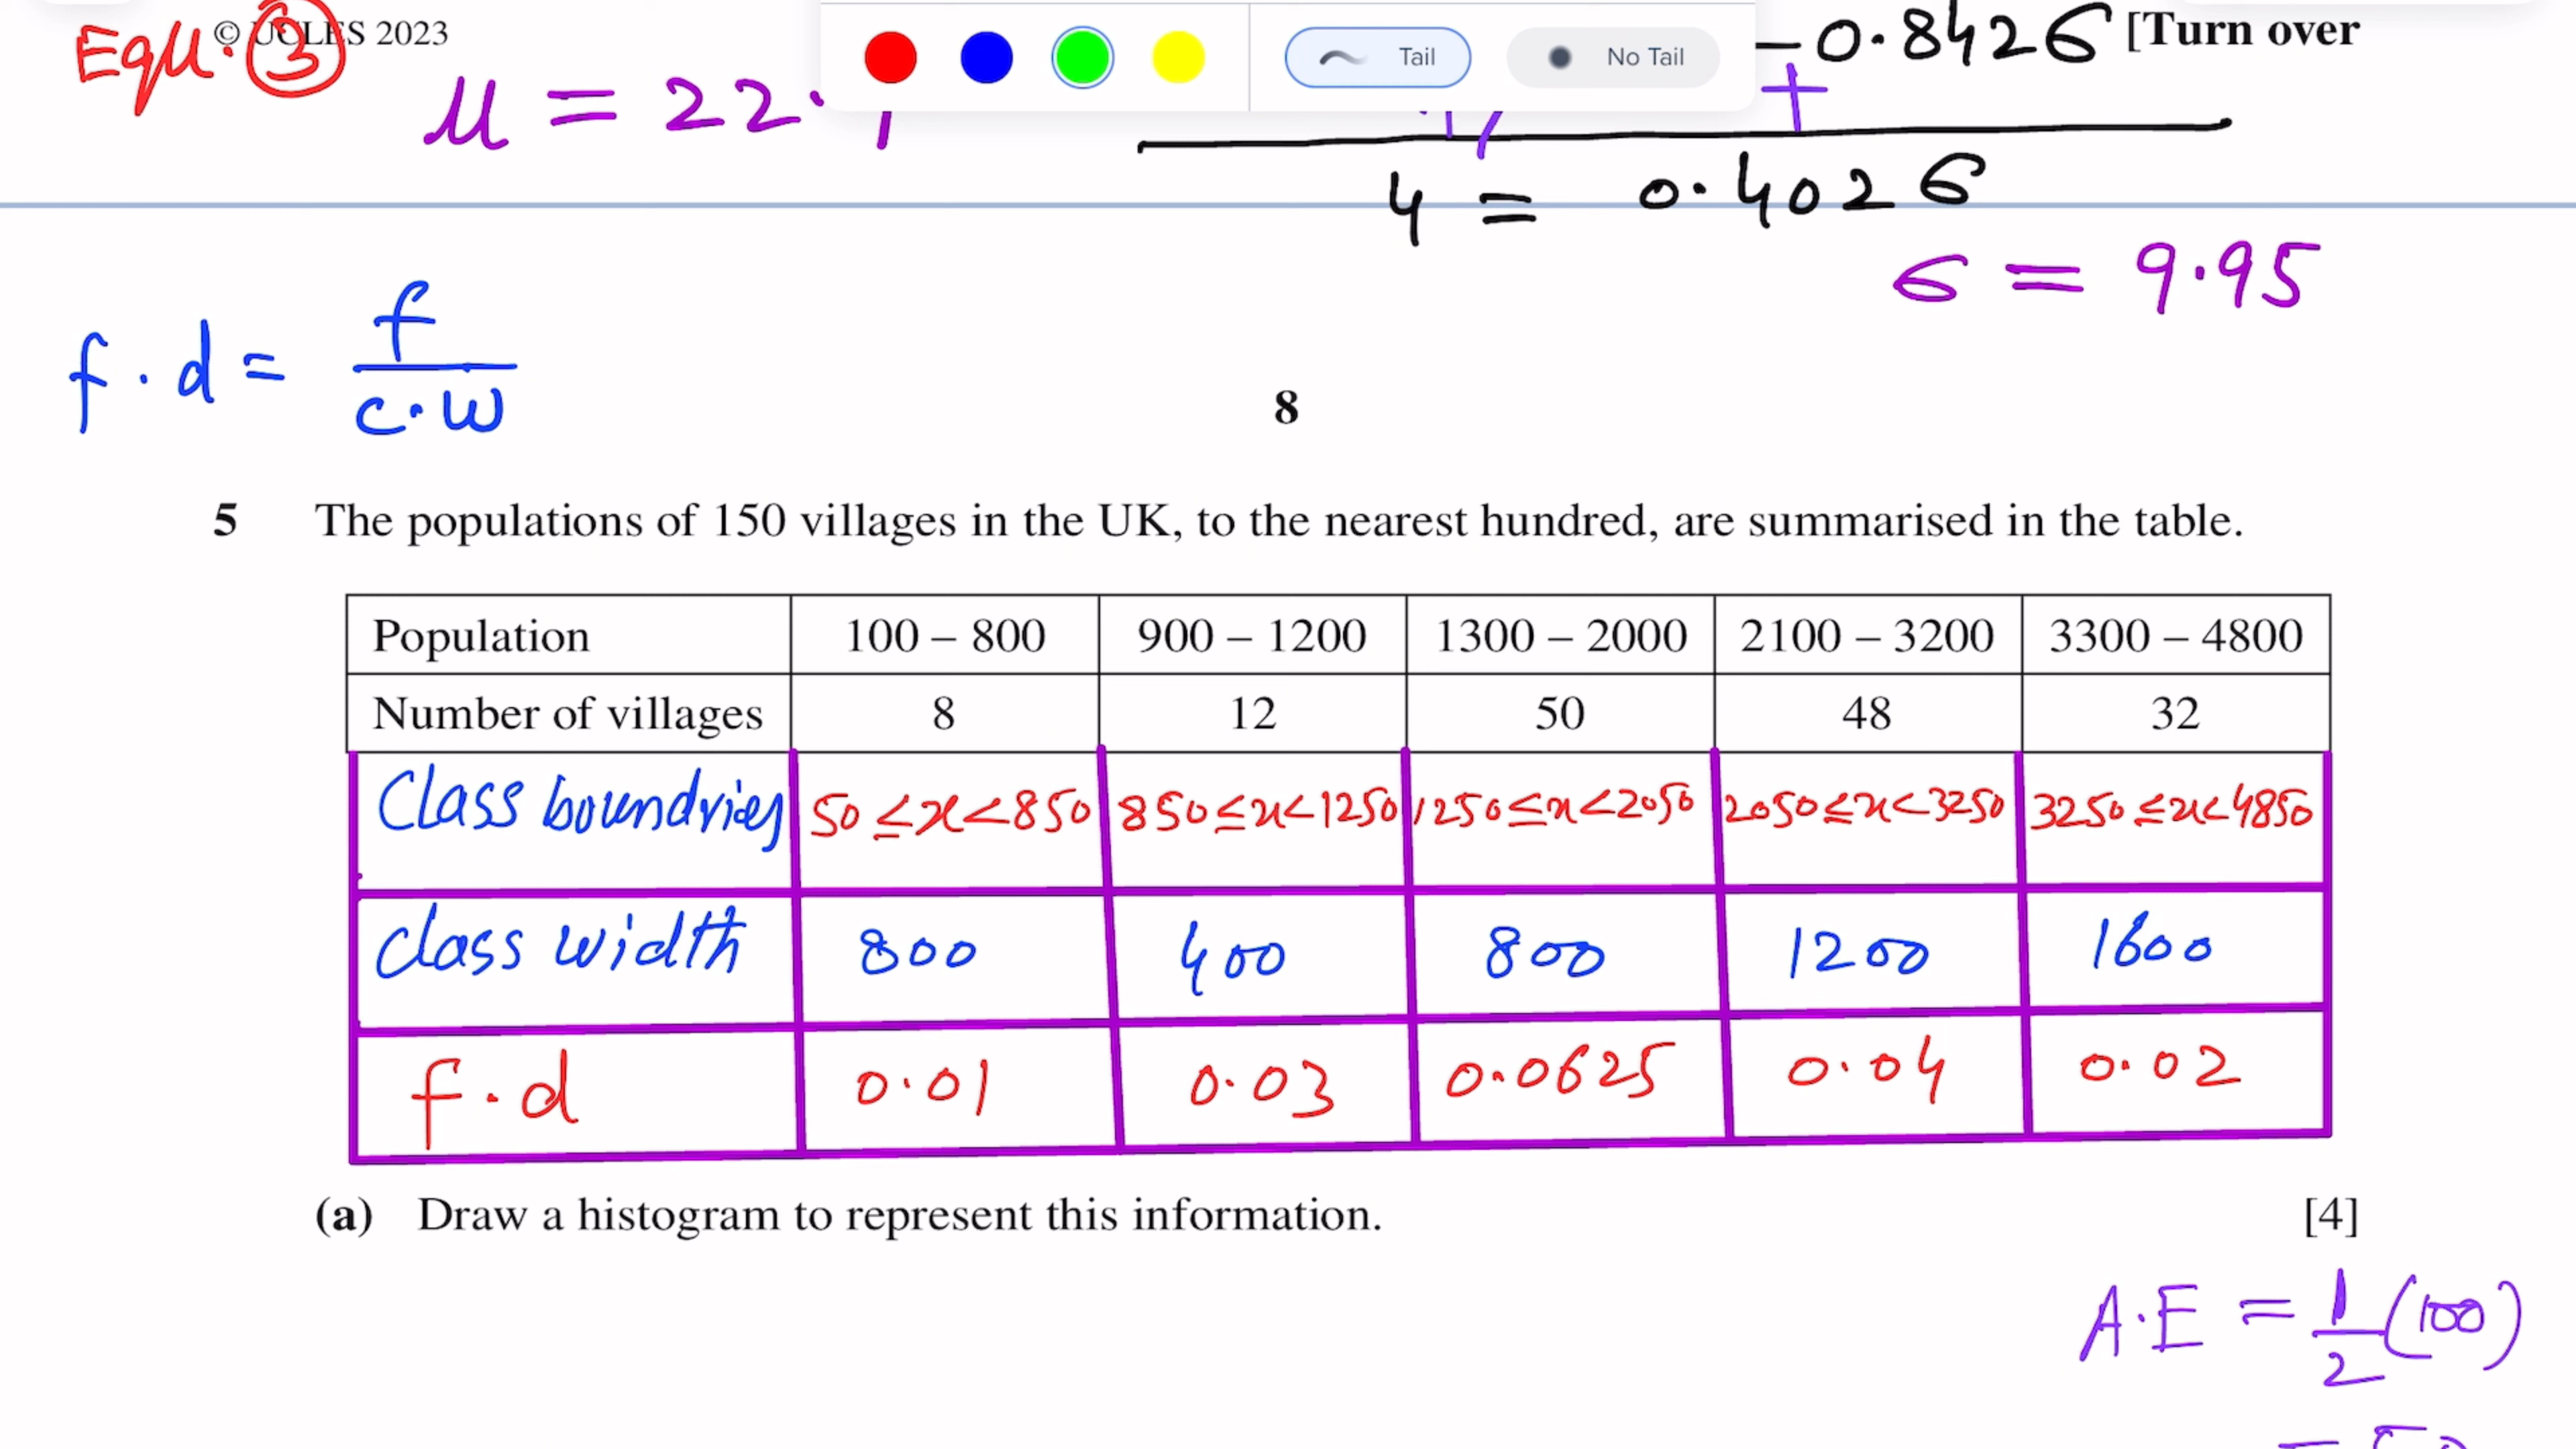 Equ. ③ © UCLES 2023
Tail No Tail
-0.8426 [Turn over
μ = 22.
4 = 0.4026
6 = 9.95
f.d = f
c.w
8
5 The populations of 150 villages in the UK, to the nearest hundred, are summarised in the table.
Population 100 – 800 900 – 1200 1300 – 2000 2100 – 3200 3300 – 4800
Number of villages 8 12 50 48 32
Class boundries 50 ≤ x < 850 850 ≤ x < 1250 1250 ≤ x < 2050 2050 ≤ x < 3250 3250 ≤ x < 4850
Class width 800 400 800 1200 1600
f.d 0.01 0.03 0.0625 0.04 0.02
(a) Draw a histogram to represent this information. [4]
A.E = 1/2 (100)